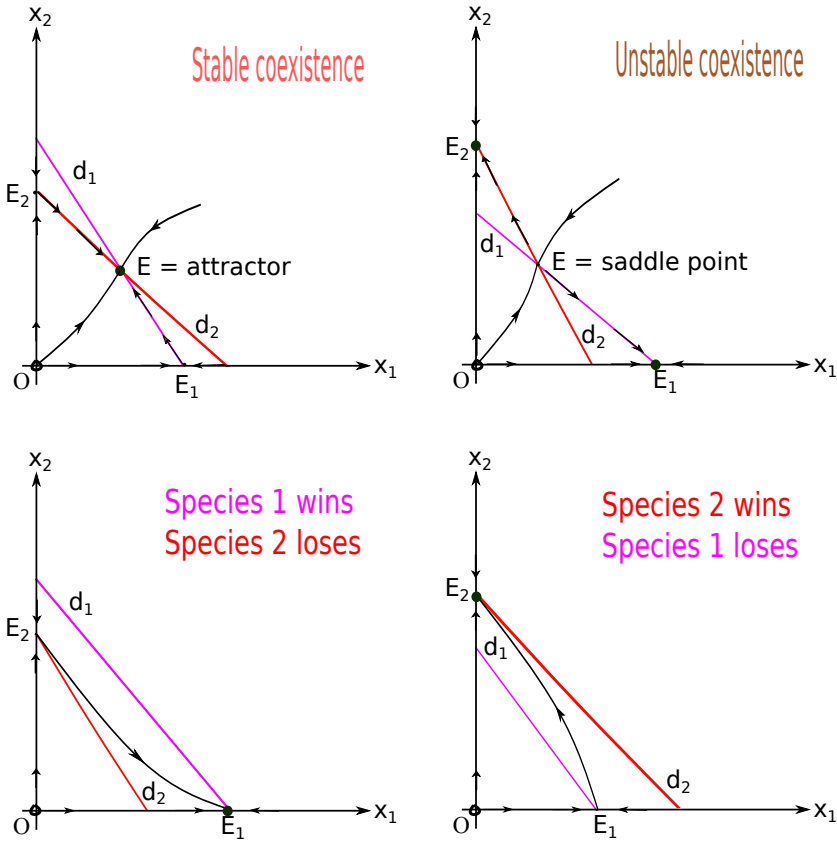 x₂
Stable coexistence
d₁
E₂
E = attractor
d₂
O
E₁
x₁
x₂
Unstable coexistence
E₂
d₁
E = saddle point
d₂
O
E₁
x₁
x₂
Species 1 wins
Species 2 loses
d₁
E₂
d₂
O
E₁
x₁
x₂
Species 2 wins
Species 1 loses
E₂
d₁
d₂
O
E₁
x₁